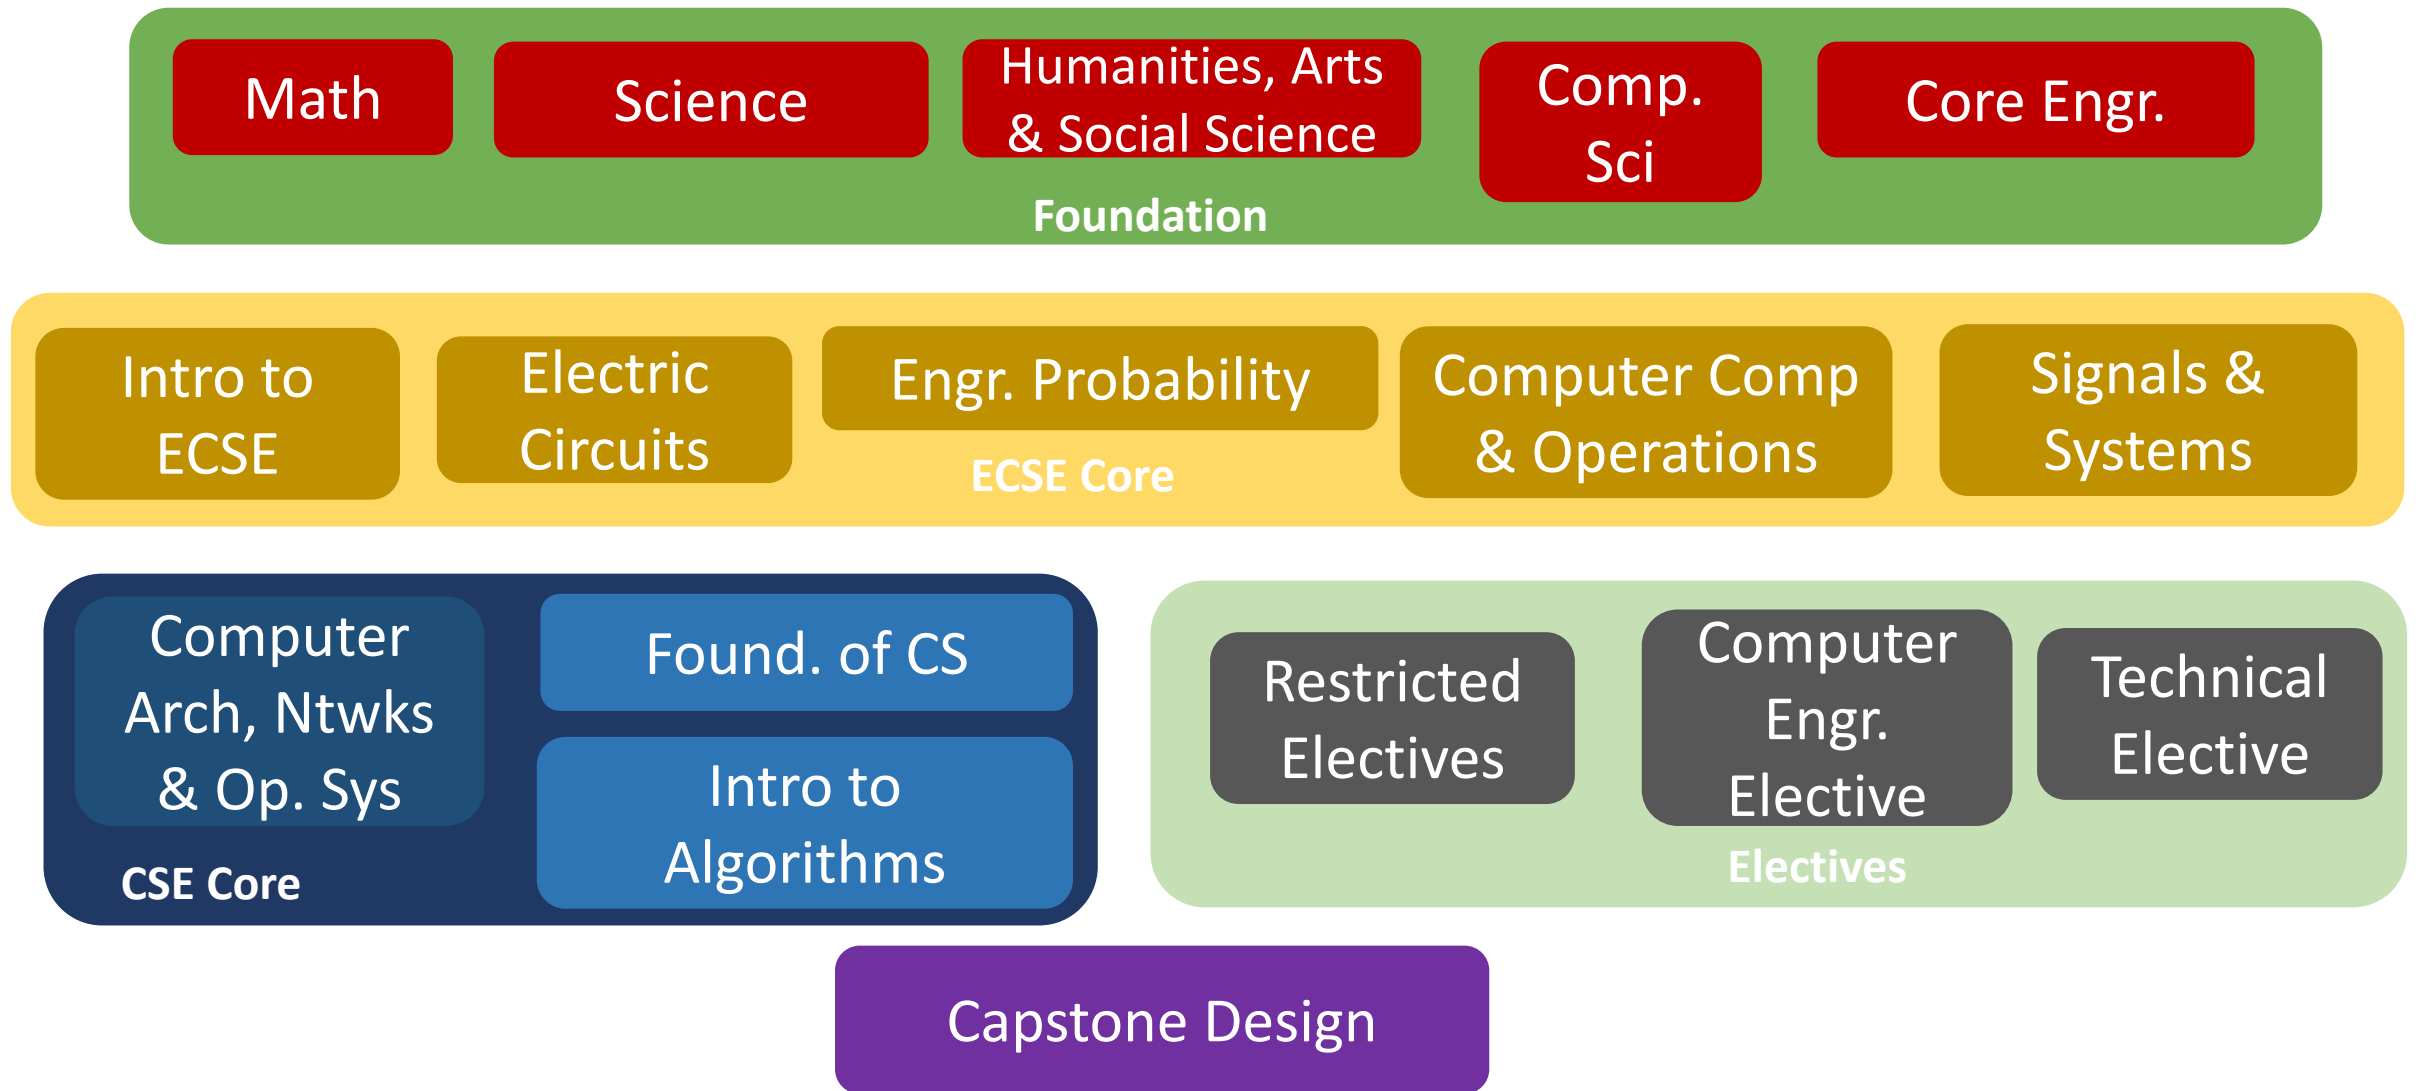 Math
Science
Humanities, Arts
& Social Science
Comp.
Sci
Core Engr.
Foundation
Intro to
ECSE
Electric
Circuits
Engr. Probability
Computer Comp
& Operations
Signals &
Systems
ECSE Core
Computer
Arch, Ntwks
& Op. Sys
Found. of CS
Intro to
Algorithms
CSE Core
Restricted
Electives
Computer
Engr.
Elective
Technical
Elective
Electives
Capstone Design